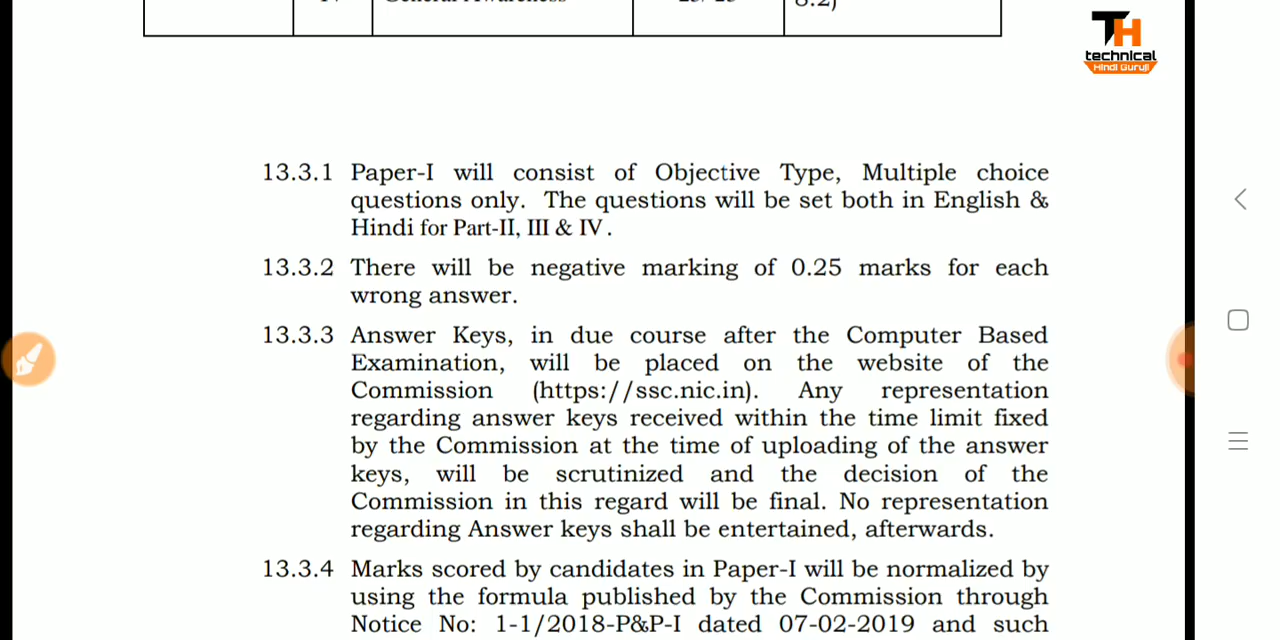 General Awareness
25/ 25
8.2)
TH
technical
Hindi Guruji
13.3.1 Paper-I will consist of Objective Type, Multiple choice
questions only. The questions will be set both in English &
Hindi for Part-II, III & IV.
13.3.2 There will be negative marking of 0.25 marks for each
wrong answer.
13.3.3 Answer Keys, in due course after the Computer Based
Examination, will be placed on the website of the
Commission (https://ssc.nic.in). Any representation
regarding answer keys received within the time limit fixed
by the Commission at the time of uploading of the answer
keys, will be scrutinized and the decision of the
Commission in this regard will be final. No representation
regarding Answer keys shall be entertained, afterwards.
13.3.4 Marks scored by candidates in Paper-I will be normalized by
using the formula published by the Commission through
Notice No: 1-1/2018-P&P-I dated 07-02-2019 and such